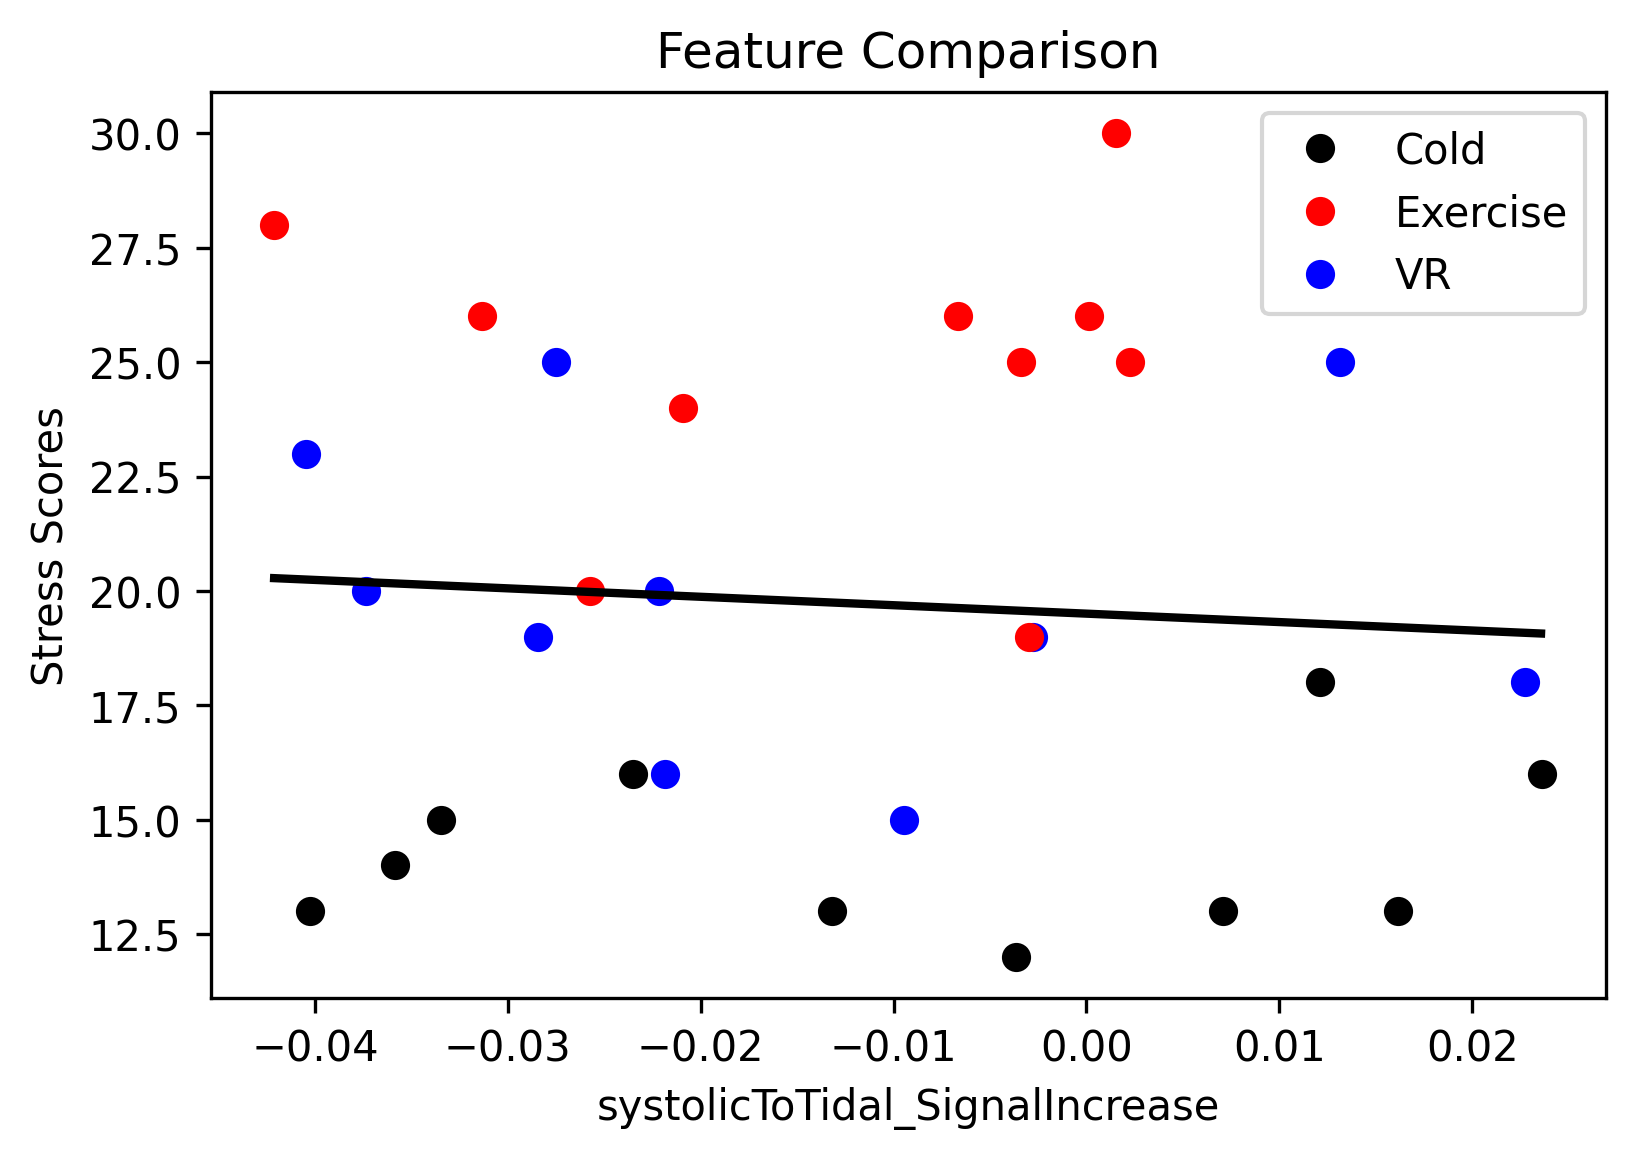 Feature Comparison
30.0
27.5
25.0
22.5
20.0
17.5
15.0
12.5
Stress Scores
Cold
Exercise
VR
−0.04 −0.03 −0.02 −0.01 0.00 0.01 0.02
systolicToTidal_SignalIncrease